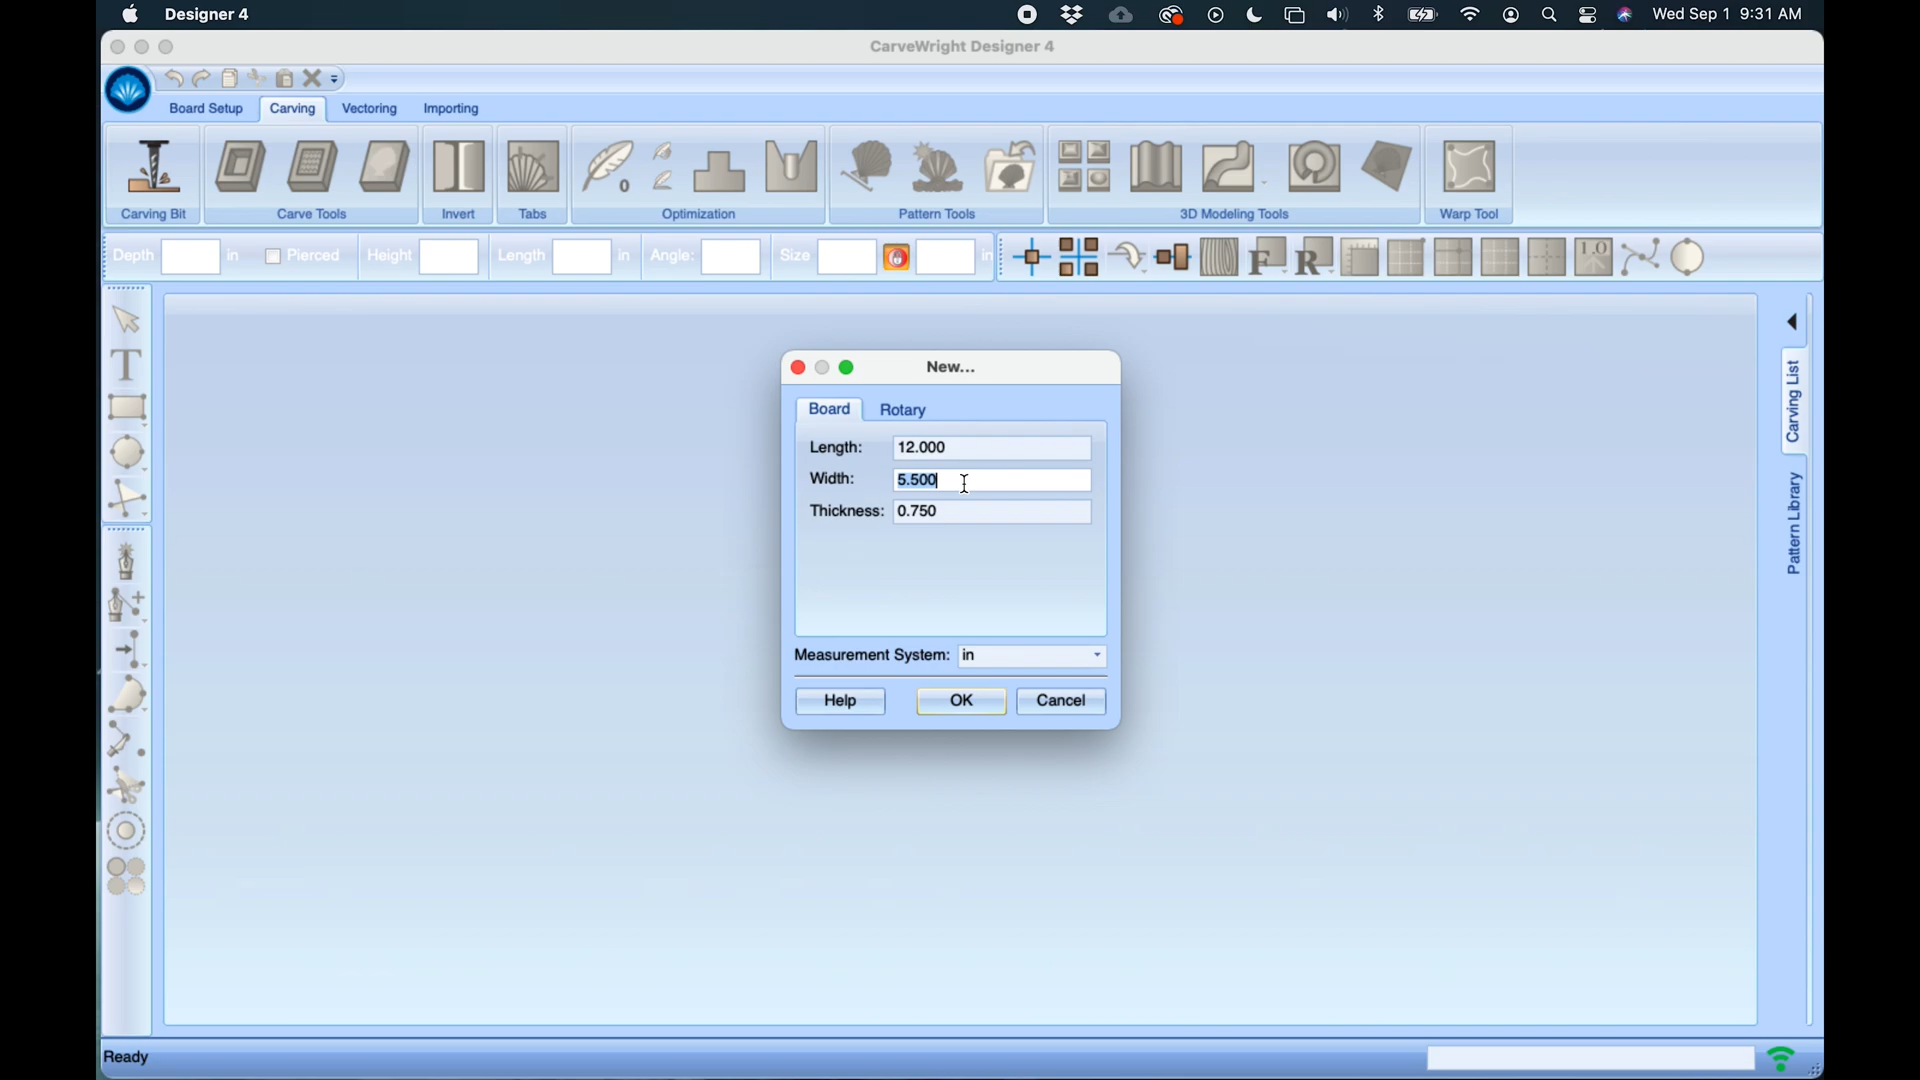 Designer 4
Wed Sep 1 9:31 AM
CarveWright Designer 4
Board Setup Carving Vectoring Importing
0
Carving Bit Carve Tools Invert Tabs Optimization Pattern Tools 3D Modeling Tools Warp Tool
Depth in Pierced Height Length in Angle: Size in F R 1.0
T
New...
Board Rotary
Length: 12.000
Width: 5.500
Thickness: 0.750
Measurement System: in
Help OK Cancel
Carving List
Pattern Library
Ready